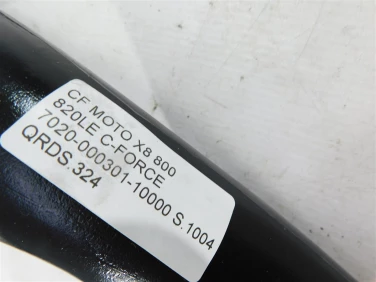 CF MOTO X8 800
820LE C-FORCE
7020-000301-10000 S.1004
QRDS.324